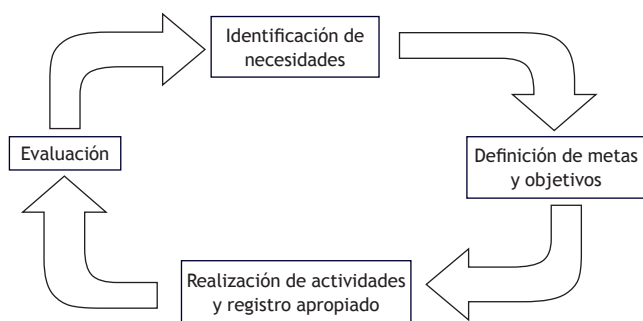 Identificación de
necesidades
Definición de metas
y objetivos
Realización de actividades
y registro apropiado
Evaluación